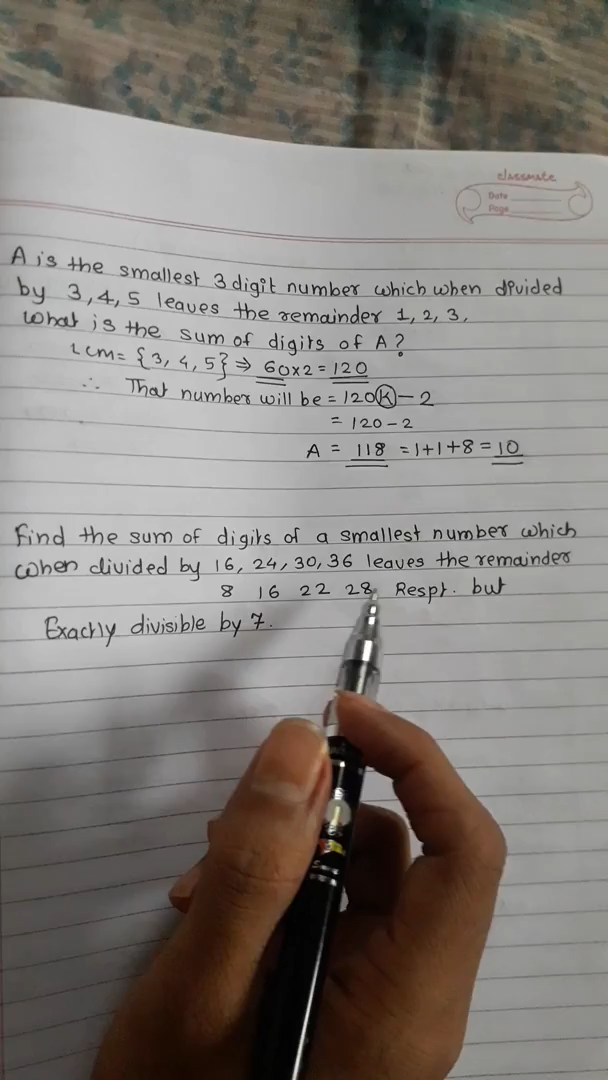 classmate
Date
Page
A is the smallest 3 digit number which when divided
by 3, 4, 5 leaves the remainder 1, 2, 3,
what is the sum of digits of A?
LCM = {3, 4, 5} ⇒ 60×2 = 120
∴ That number will be = 120k - 2
= 120 - 2
A = 118 = 1+1+8 = 10
Find the sum of digits of a smallest number which
when divided by 16, 24, 30, 36 leaves the remainder
8 16 22 28 Respt. but
Exactly divisible by 7.